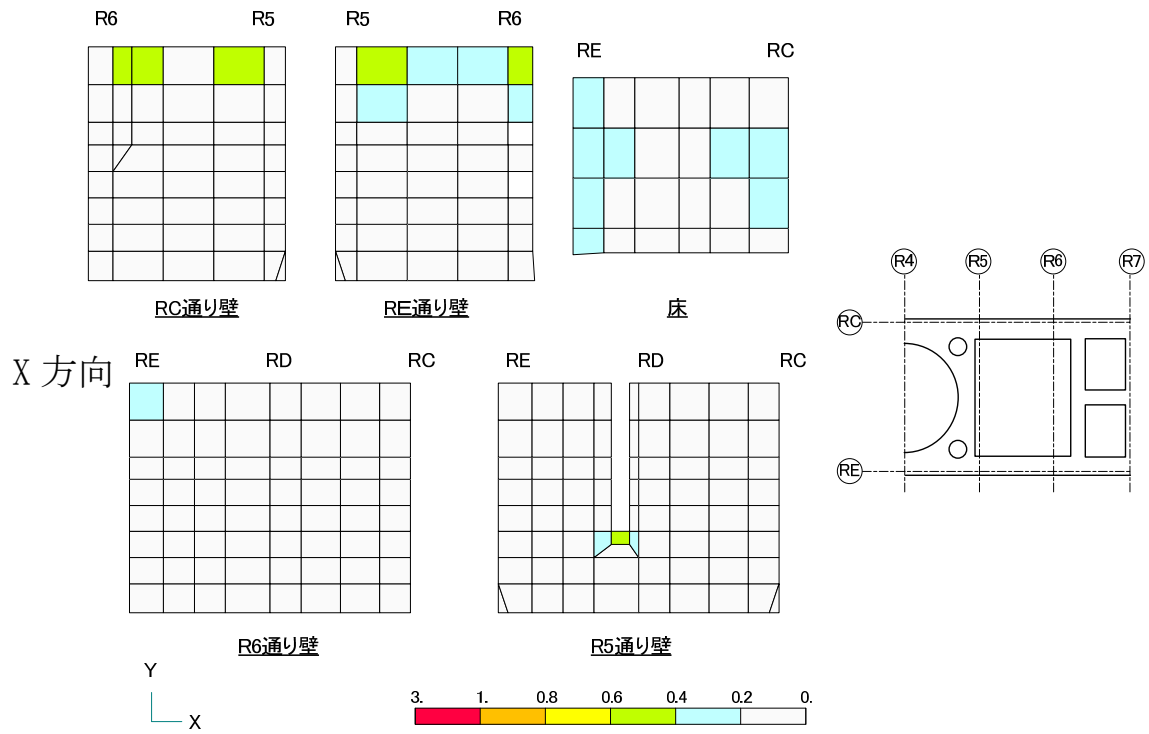 R6 R5
R5 R6
RE RC
RC通り壁
RE通り壁
床
X 方向
RE RD RC
RE RD RC
R6通り壁
R5通り壁
R4 R5 R6 R7
RC
RE
Y
X
3. 1. 0.8 0.6 0.4 0.2 0.